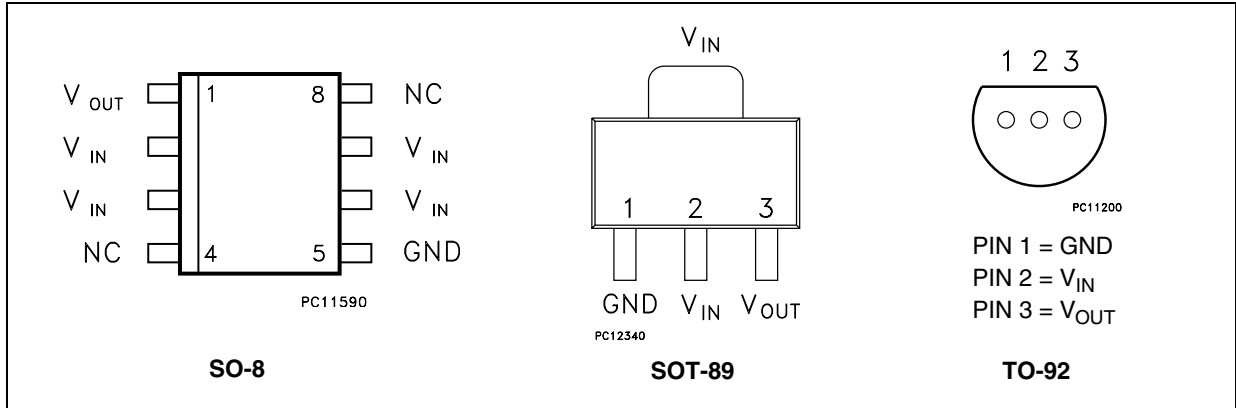 V OUT 1 8 NC
V IN V IN
V IN V IN
NC 4 5 GND
PC11590
SO-8
V IN
1 2 3
GND V IN V OUT
PC12340
SOT-89
1 2 3
PC11200
PIN 1 = GND
PIN 2 = V IN
PIN 3 = V OUT
TO-92